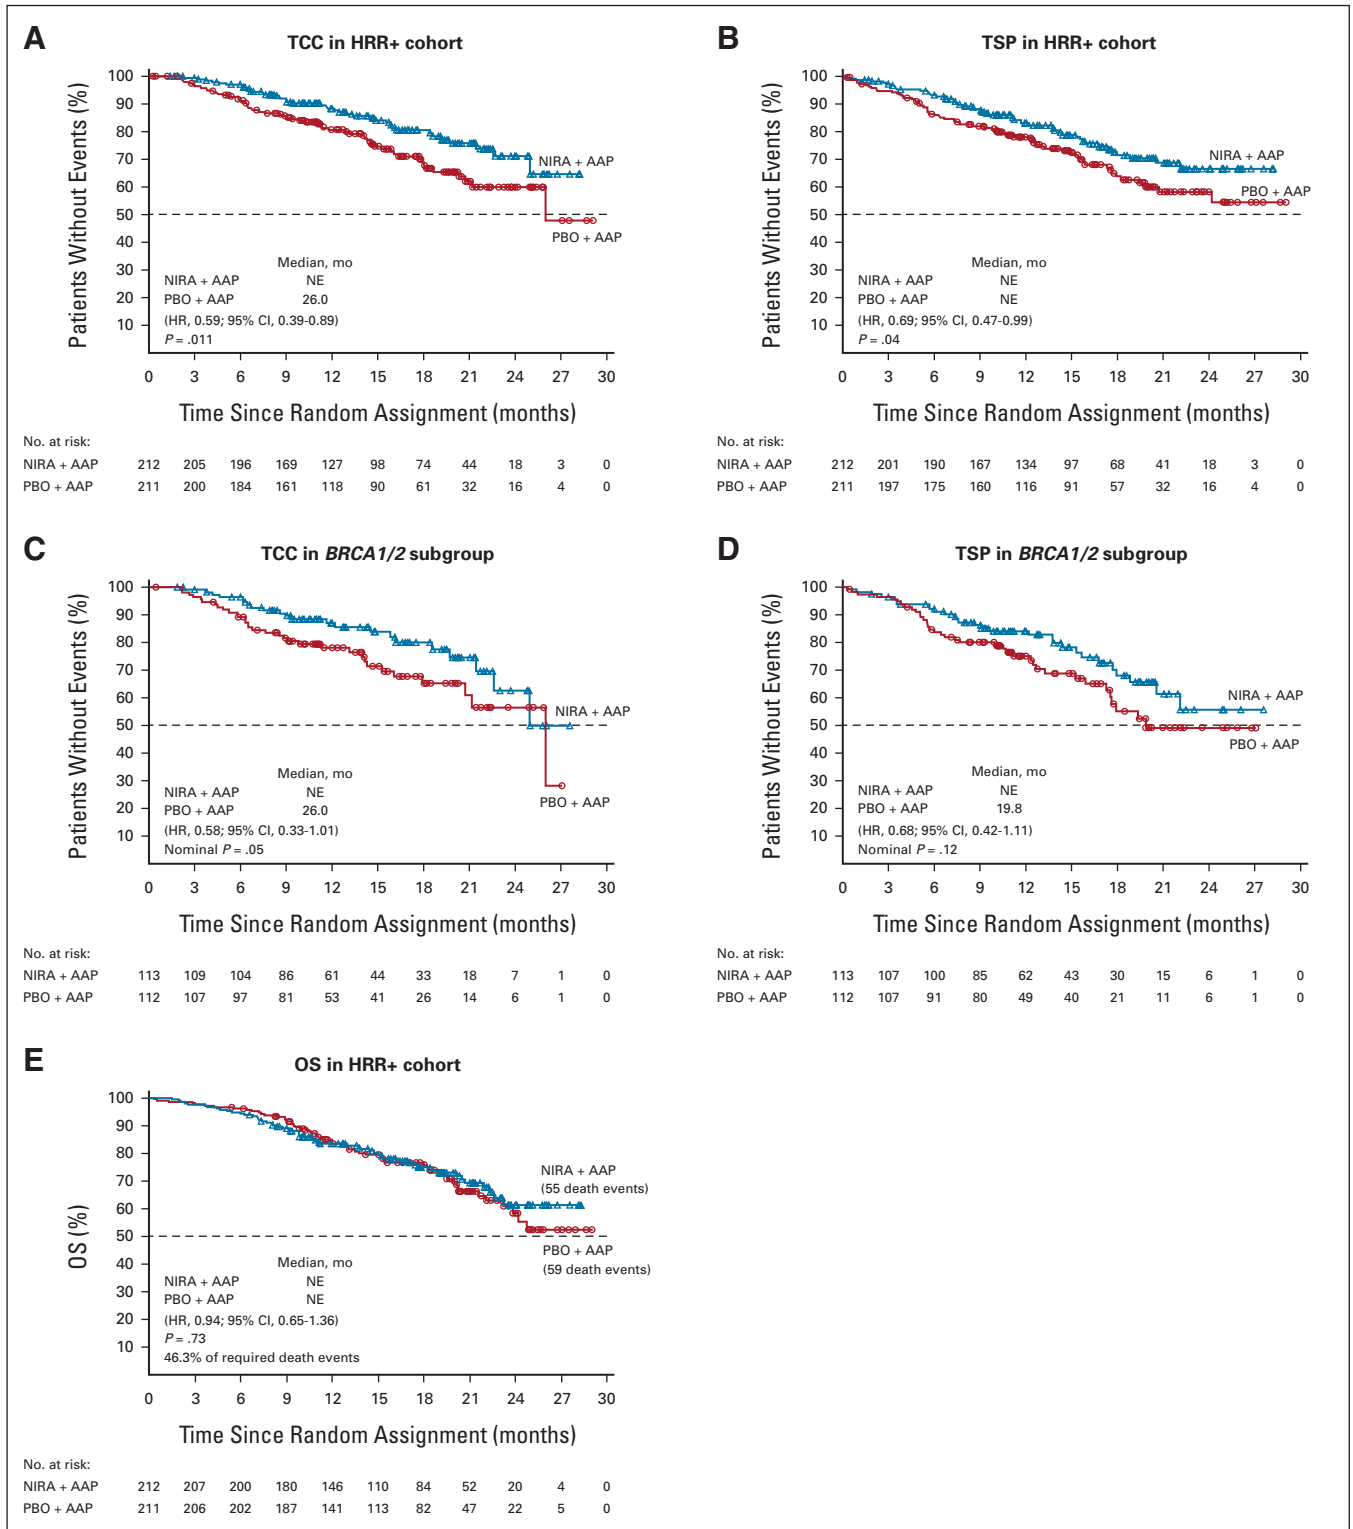 A
TCC in HRR+ cohort
Patients Without Events (%)
100
90
80
70
60
50
40
30
20
10
NIRA + AAP
PBO + AAP
Median, mo
NIRA + AAP NE
PBO + AAP 26.0
(HR, 0.59; 95% CI, 0.39-0.89)
P = .011
0 3 6 9 12 15 18 21 24 27 30
Time Since Random Assignment (months)
No. at risk:
NIRA + AAP 212 205 196 169 127 98 74 44 18 3 0
PBO + AAP 211 200 184 161 118 90 61 32 16 4 0
B
TSP in HRR+ cohort
Patients Without Events (%)
100
90
80
70
60
50
40
30
20
10
NIRA + AAP
PBO + AAP
Median, mo
NIRA + AAP NE
PBO + AAP NE
(HR, 0.69; 95% CI, 0.47-0.99)
P = .04
0 3 6 9 12 15 18 21 24 27 30
Time Since Random Assignment (months)
No. at risk:
NIRA + AAP 212 201 190 167 134 97 68 41 18 3 0
PBO + AAP 211 197 175 160 116 91 57 32 16 4 0
C
TCC in BRCA1/2 subgroup
Patients Without Events (%)
100
90
80
70
60
50
40
30
20
10
NIRA + AAP
PBO + AAP
Median, mo
NIRA + AAP NE
PBO + AAP 26.0
(HR, 0.58; 95% CI, 0.33-1.01)
Nominal P = .05
0 3 6 9 12 15 18 21 24 27 30
Time Since Random Assignment (months)
No. at risk:
NIRA + AAP 113 109 104 86 61 44 33 18 7 1 0
PBO + AAP 112 107 97 81 53 41 26 14 6 1 0
D
TSP in BRCA1/2 subgroup
Patients Without Events (%)
100
90
80
70
60
50
40
30
20
10
NIRA + AAP
PBO + AAP
Median, mo
NIRA + AAP NE
PBO + AAP 19.8
(HR, 0.68; 95% CI, 0.42-1.11)
Nominal P = .12
0 3 6 9 12 15 18 21 24 27 30
Time Since Random Assignment (months)
No. at risk:
NIRA + AAP 113 107 100 85 62 43 30 15 6 1 0
PBO + AAP 112 107 91 80 49 40 21 11 6 1 0
E
OS in HRR+ cohort
OS (%)
100
90
80
70
60
50
40
30
20
10
NIRA + AAP
(55 death events)
PBO + AAP
(59 death events)
Median, mo
NIRA + AAP NE
PBO + AAP NE
(HR, 0.94; 95% CI, 0.65-1.36)
P = .73
46.3% of required death events
0 3 6 9 12 15 18 21 24 27 30
Time Since Random Assignment (months)
No. at risk:
NIRA + AAP 212 207 200 180 146 110 84 52 20 4 0
PBO + AAP 211 206 202 187 141 113 82 47 22 5 0